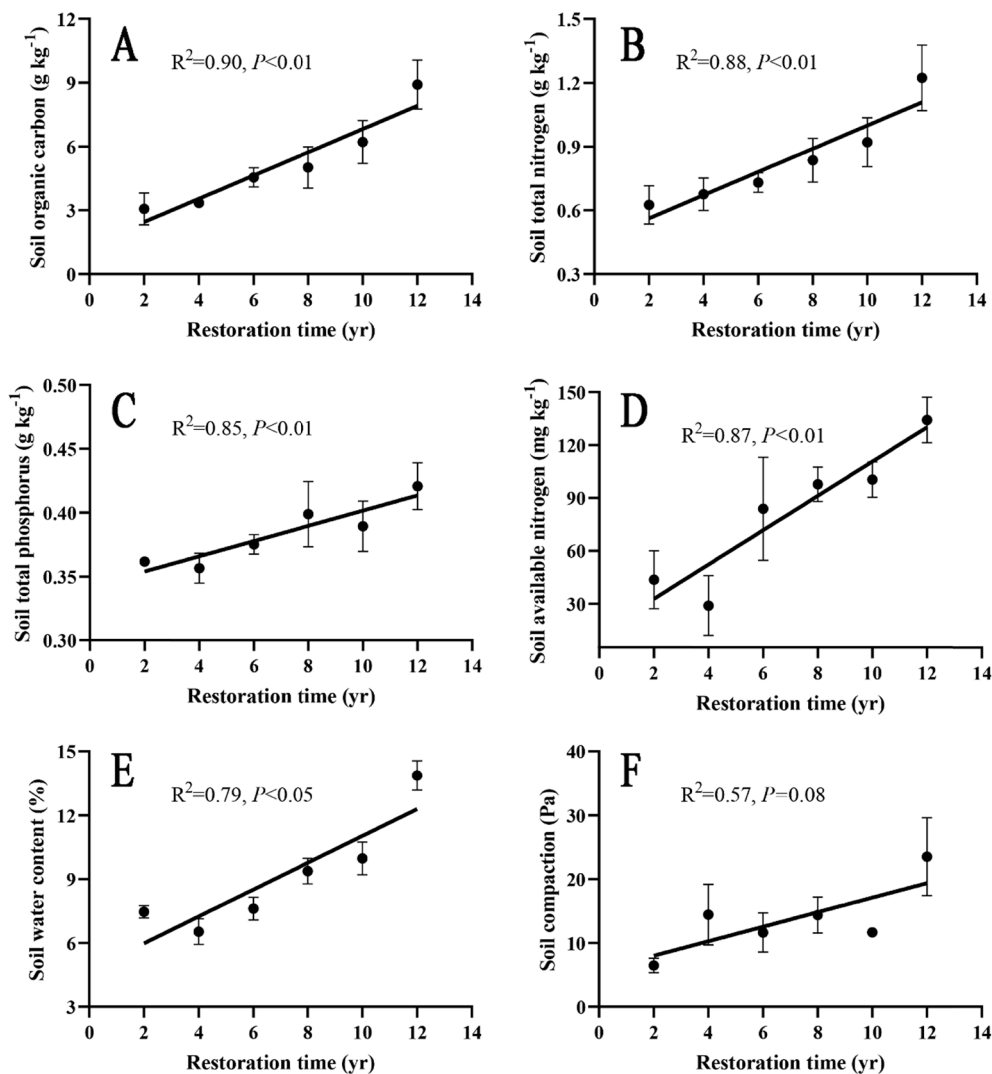 A
R²=0.90, P<0.01
Soil organic carbon (g kg⁻¹)
12
9
6
3
0
0 2 4 6 8 10 12 14
Restoration time (yr)
B
R²=0.88, P<0.01
Soil total nitrogen (g kg⁻¹)
1.5
1.2
0.9
0.6
0.3
0 2 4 6 8 10 12 14
Restoration time (yr)
C
R²=0.85, P<0.01
Soil total phosphorus (g kg⁻¹)
0.50
0.45
0.40
0.35
0.30
0 2 4 6 8 10 12 14
Restoration time (yr)
D
R²=0.87, P<0.01
Soil available nitrogen (mg kg⁻¹)
150
120
90
60
30
0 2 4 6 8 10 12 14
Restoration time (yr)
E
R²=0.79, P<0.05
Soil water content (%)
15
12
9
6
3
0 2 4 6 8 10 12 14
Restoration time (yr)
F
R²=0.57, P=0.08
Soil compaction (Pa)
40
30
20
10
0
0 2 4 6 8 10 12 14
Restoration time (yr)